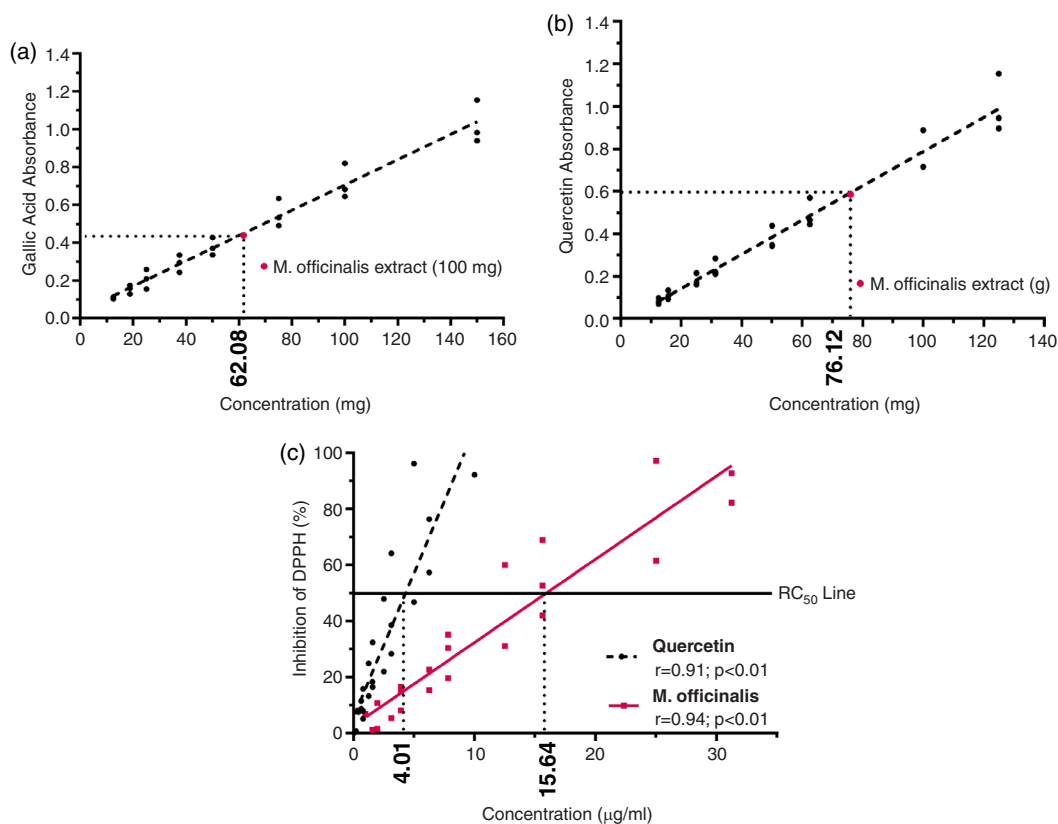 (a)
Gallic Acid Absorbance
1.4
1.2
1.0
0.8
0.6
0.4
0.2
0.0
M. officinalis extract (100 mg)
0 20 40 60 80 100 120 140 160
62.08
Concentration (mg)
(b)
Quercetin Absorbance
1.4
1.2
1.0
0.8
0.6
0.4
0.2
0.0
M. officinalis extract (g)
0 20 40 60 80 100 120 140
76.12
Concentration (mg)
(c)
Inhibition of DPPH (%)
100
80
60
40
20
0
RC50 Line
Quercetin
r=0.91; p<0.01
M. officinalis
r=0.94; p<0.01
0 10 20 30
4.01
15.64
Concentration (μg/ml)